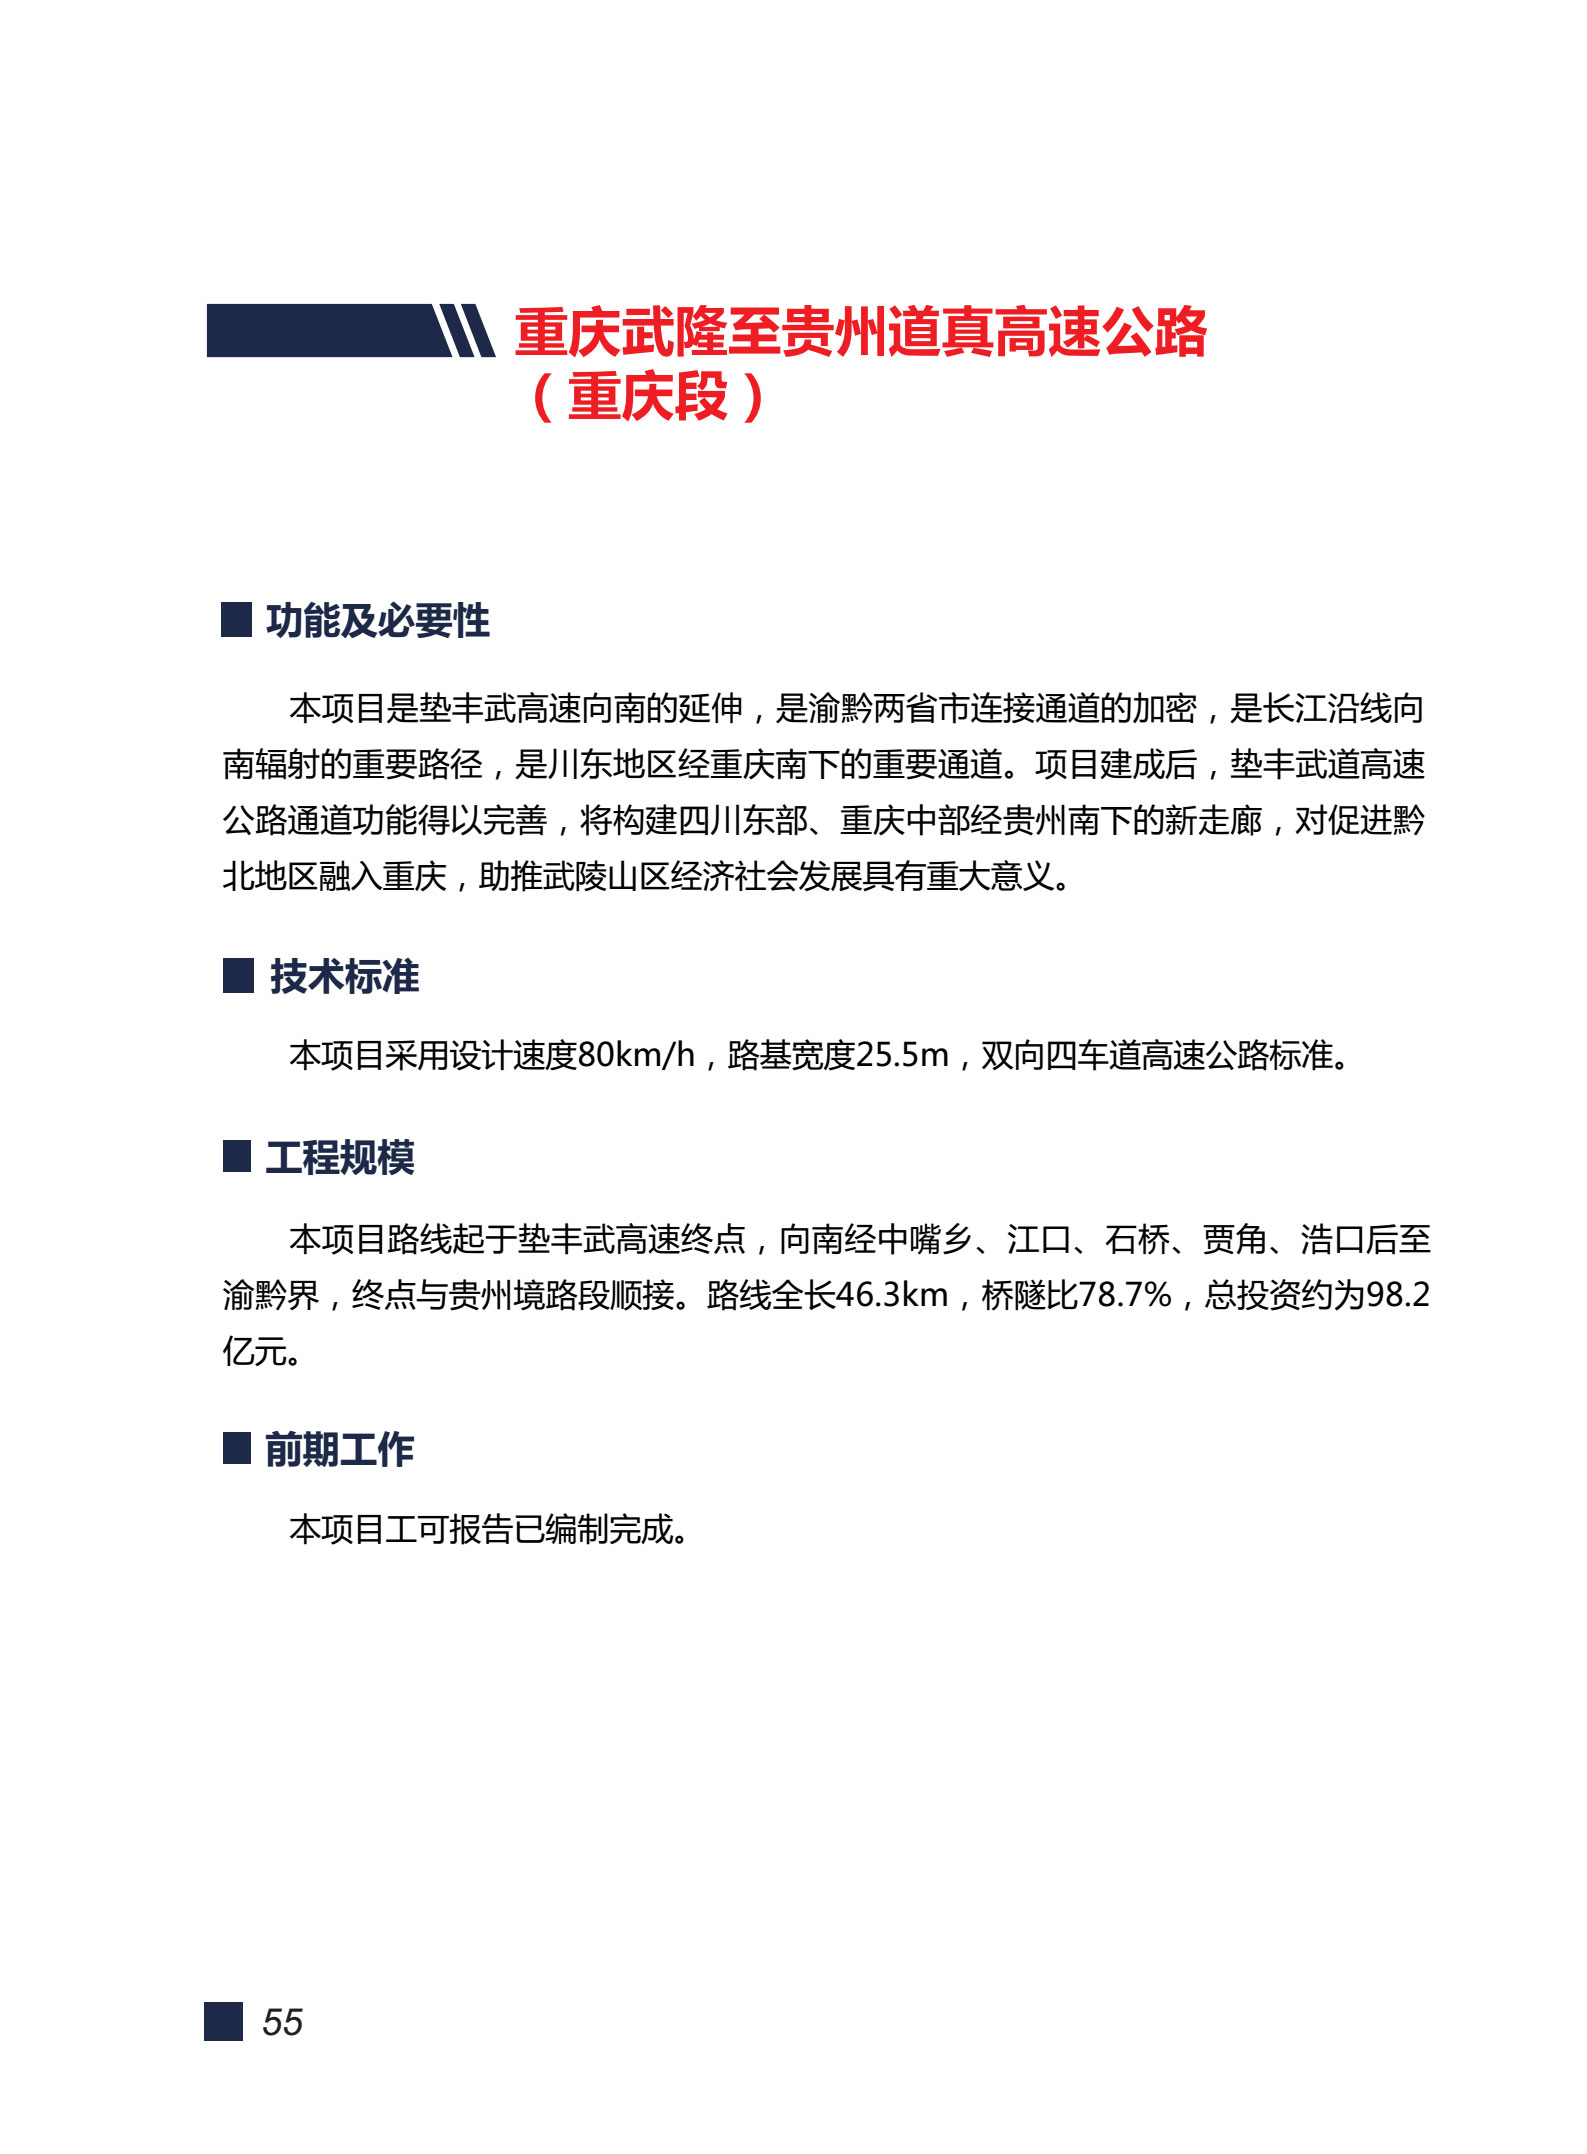 重庆武隆至贵州道真高速公路
（重庆段）
功能及必要性
本项目是垫丰武高速向南的延伸，是渝黔两省市连接通道的加密，是长江沿线向
南辐射的重要路径，是川东地区经重庆南下的重要通道。项目建成后，垫丰武道高速
公路通道功能得以完善，将构建四川东部、重庆中部经贵州南下的新走廊，对促进黔
北地区融入重庆，助推武陵山区经济社会发展具有重大意义。
技术标准
本项目采用设计速度80km/h，路基宽度25.5m，双向四车道高速公路标准。
工程规模
本项目路线起于垫丰武高速终点，向南经中嘴乡、江口、石桥、贾角、浩口后至
渝黔界，终点与贵州境路段顺接。路线全长46.3km，桥隧比78.7%，总投资约为98.2
亿元。
前期工作
本项目工可报告已编制完成。
55